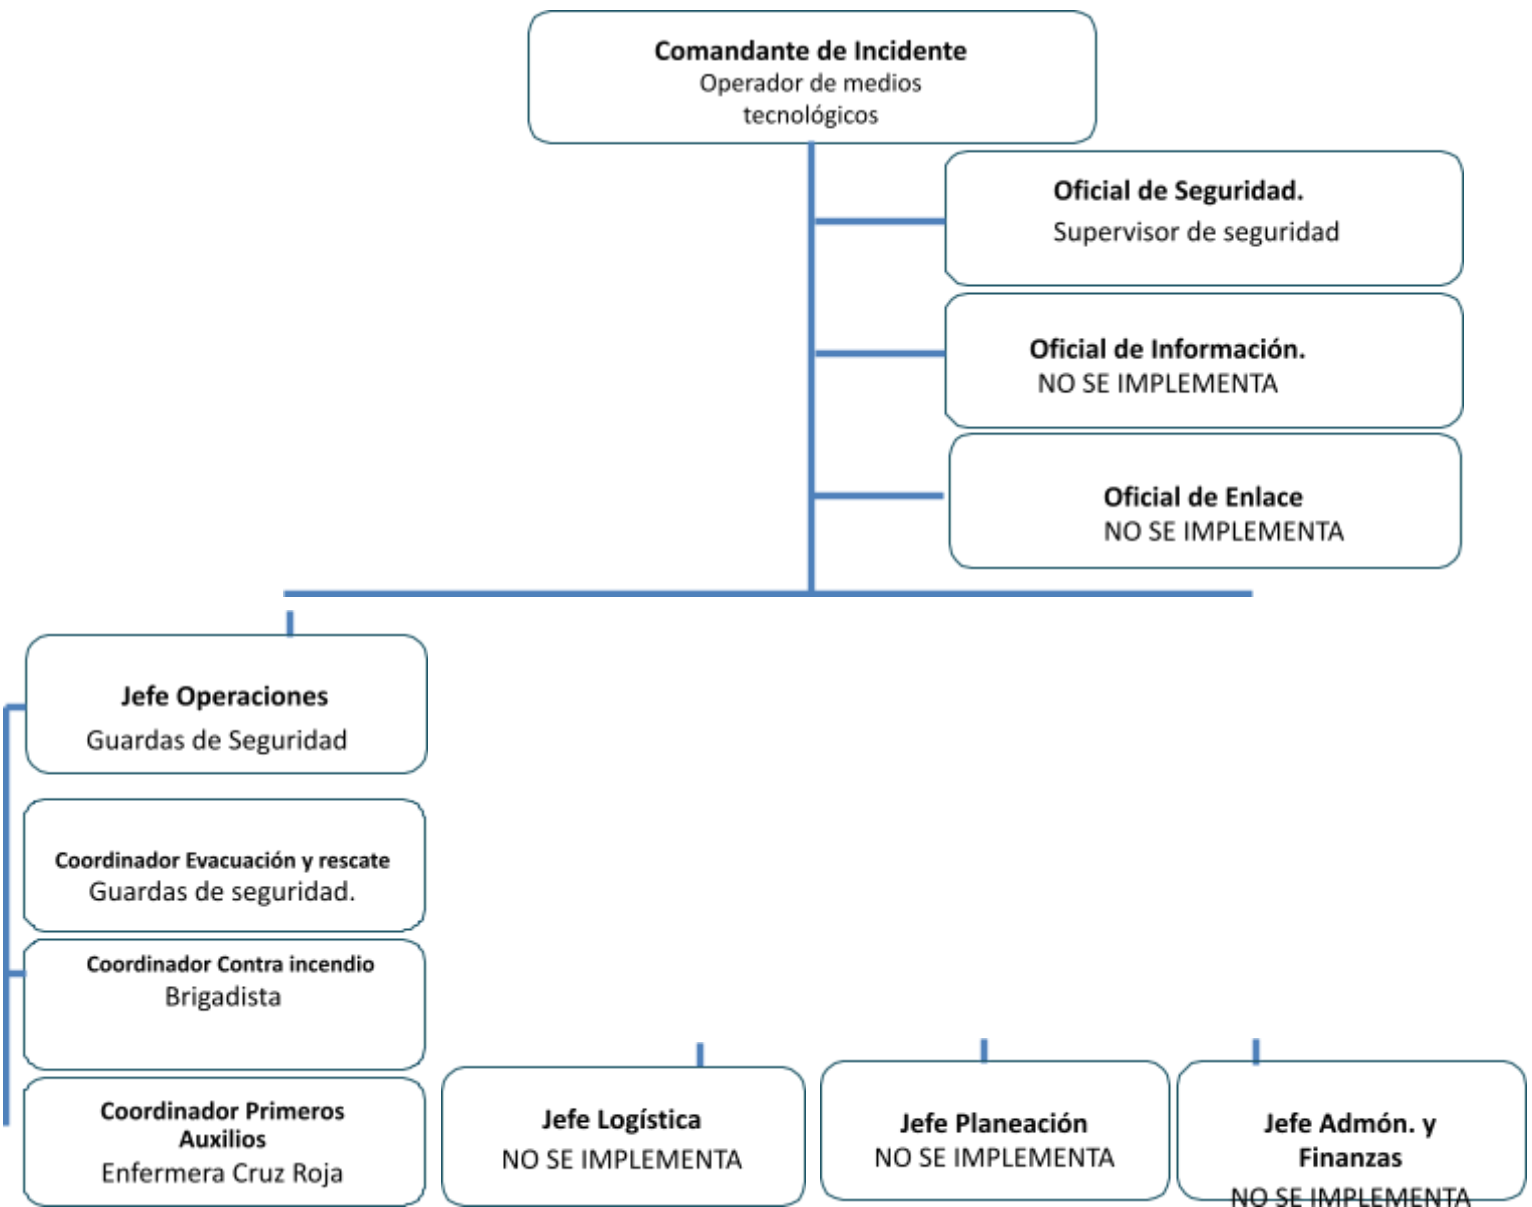 Comandante de Incidente
Operador de medios
tecnológicos
Oficial de Seguridad.
Supervisor de seguridad
Oficial de Información.
NO SE IMPLEMENTA
Oficial de Enlace
NO SE IMPLEMENTA
Jefe Operaciones
Guardas de Seguridad
Coordinador Evacuación y rescate
Guardas de seguridad.
Coordinador Contra incendio
Brigadista
Coordinador Primeros
Auxilios
Enfermera Cruz Roja
Jefe Logística
NO SE IMPLEMENTA
Jefe Planeación
NO SE IMPLEMENTA
Jefe Admón. y
Finanzas
NO SE IMPLEMENTA